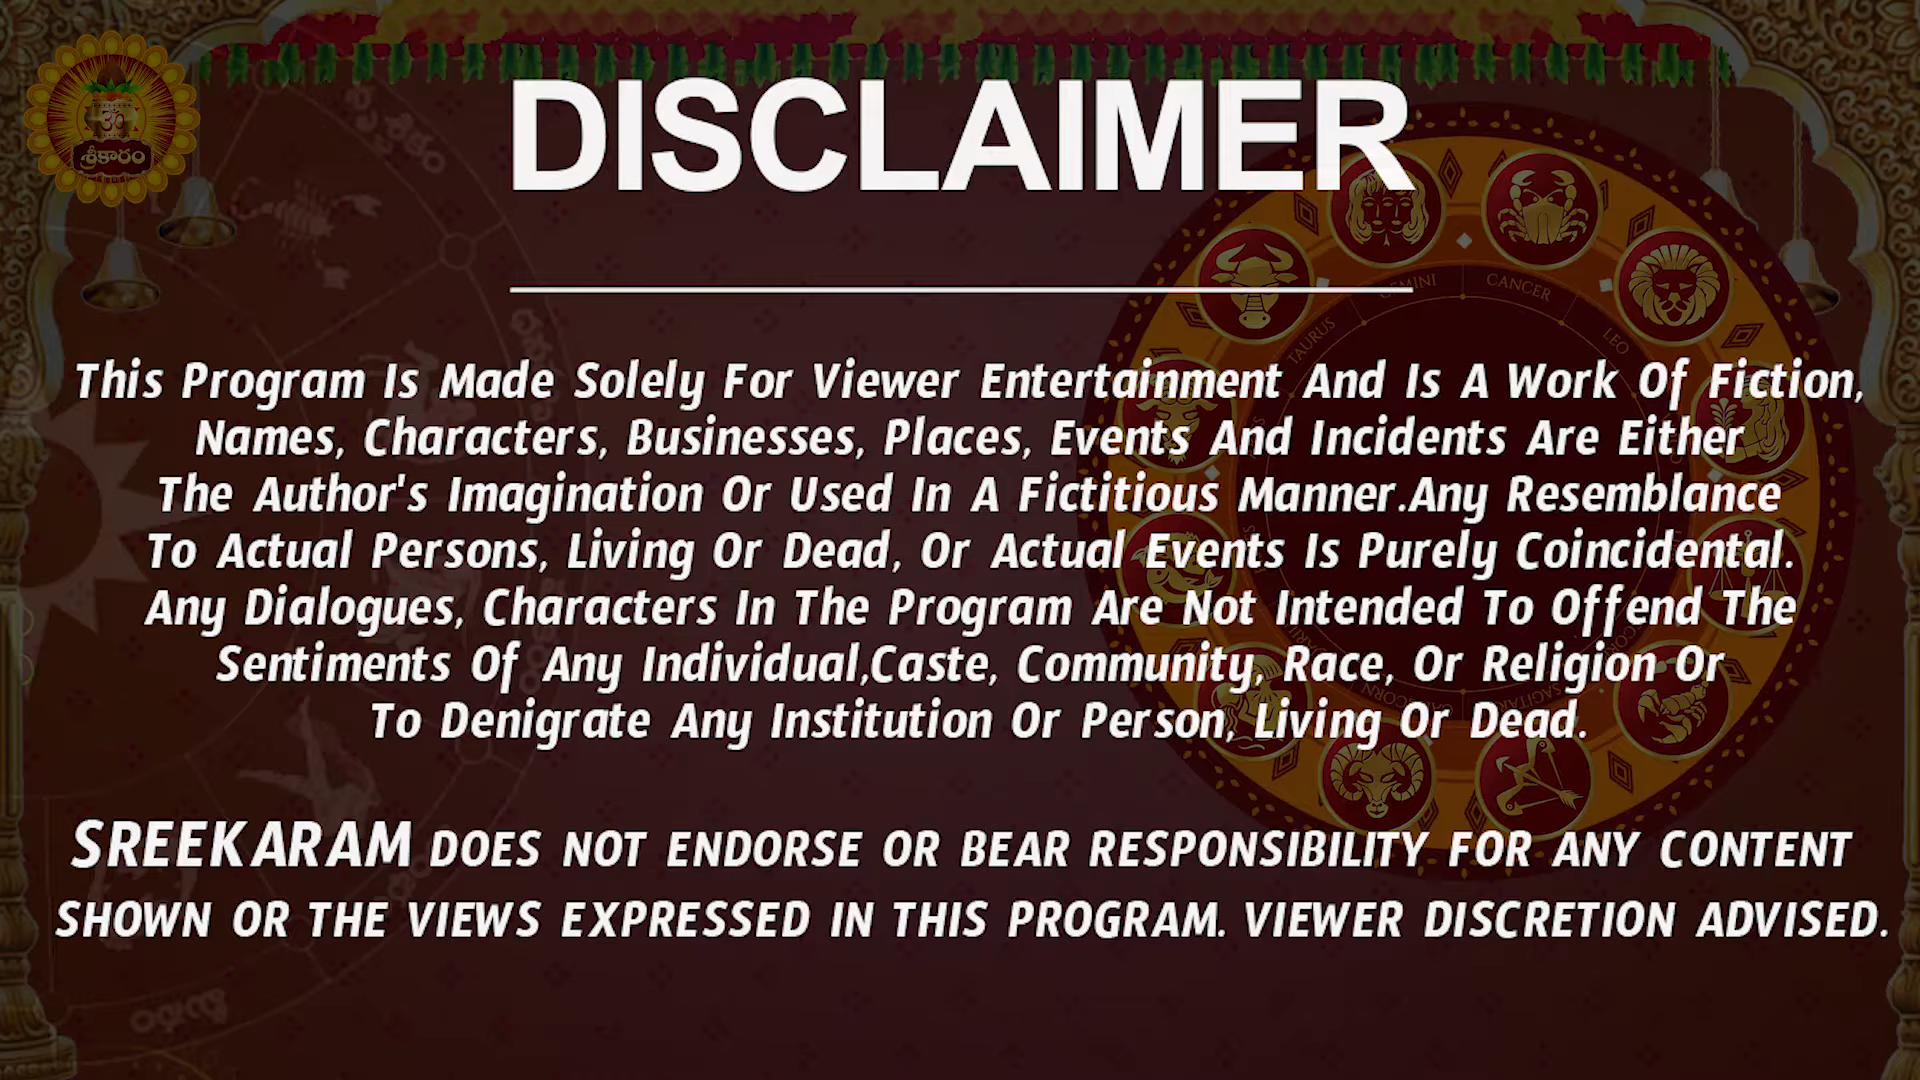 ॐ
శ్రీకారం
DISCLAIMER
GEMINI
CANCER
TAURUS
LEO
This Program Is Made Solely For Viewer Entertainment And Is A Work Of Fiction,
Names, Characters, Businesses, Places, Events And Incidents Are Either
The Author's Imagination Or Used In A Fictitious Manner.Any Resemblance
To Actual Persons, Living Or Dead, Or Actual Events Is Purely Coincidental.
Any Dialogues, Characters In The Program Are Not Intended To Offend The
Sentiments Of Any Individual,Caste, Community, Race, Or Religion Or
To Denigrate Any Institution Or Person, Living Or Dead.
SREEKARAM DOES NOT ENDORSE OR BEAR RESPONSIBILITY FOR ANY CONTENT
SHOWN OR THE VIEWS EXPRESSED IN THIS PROGRAM. VIEWER DISCRETION ADVISED.